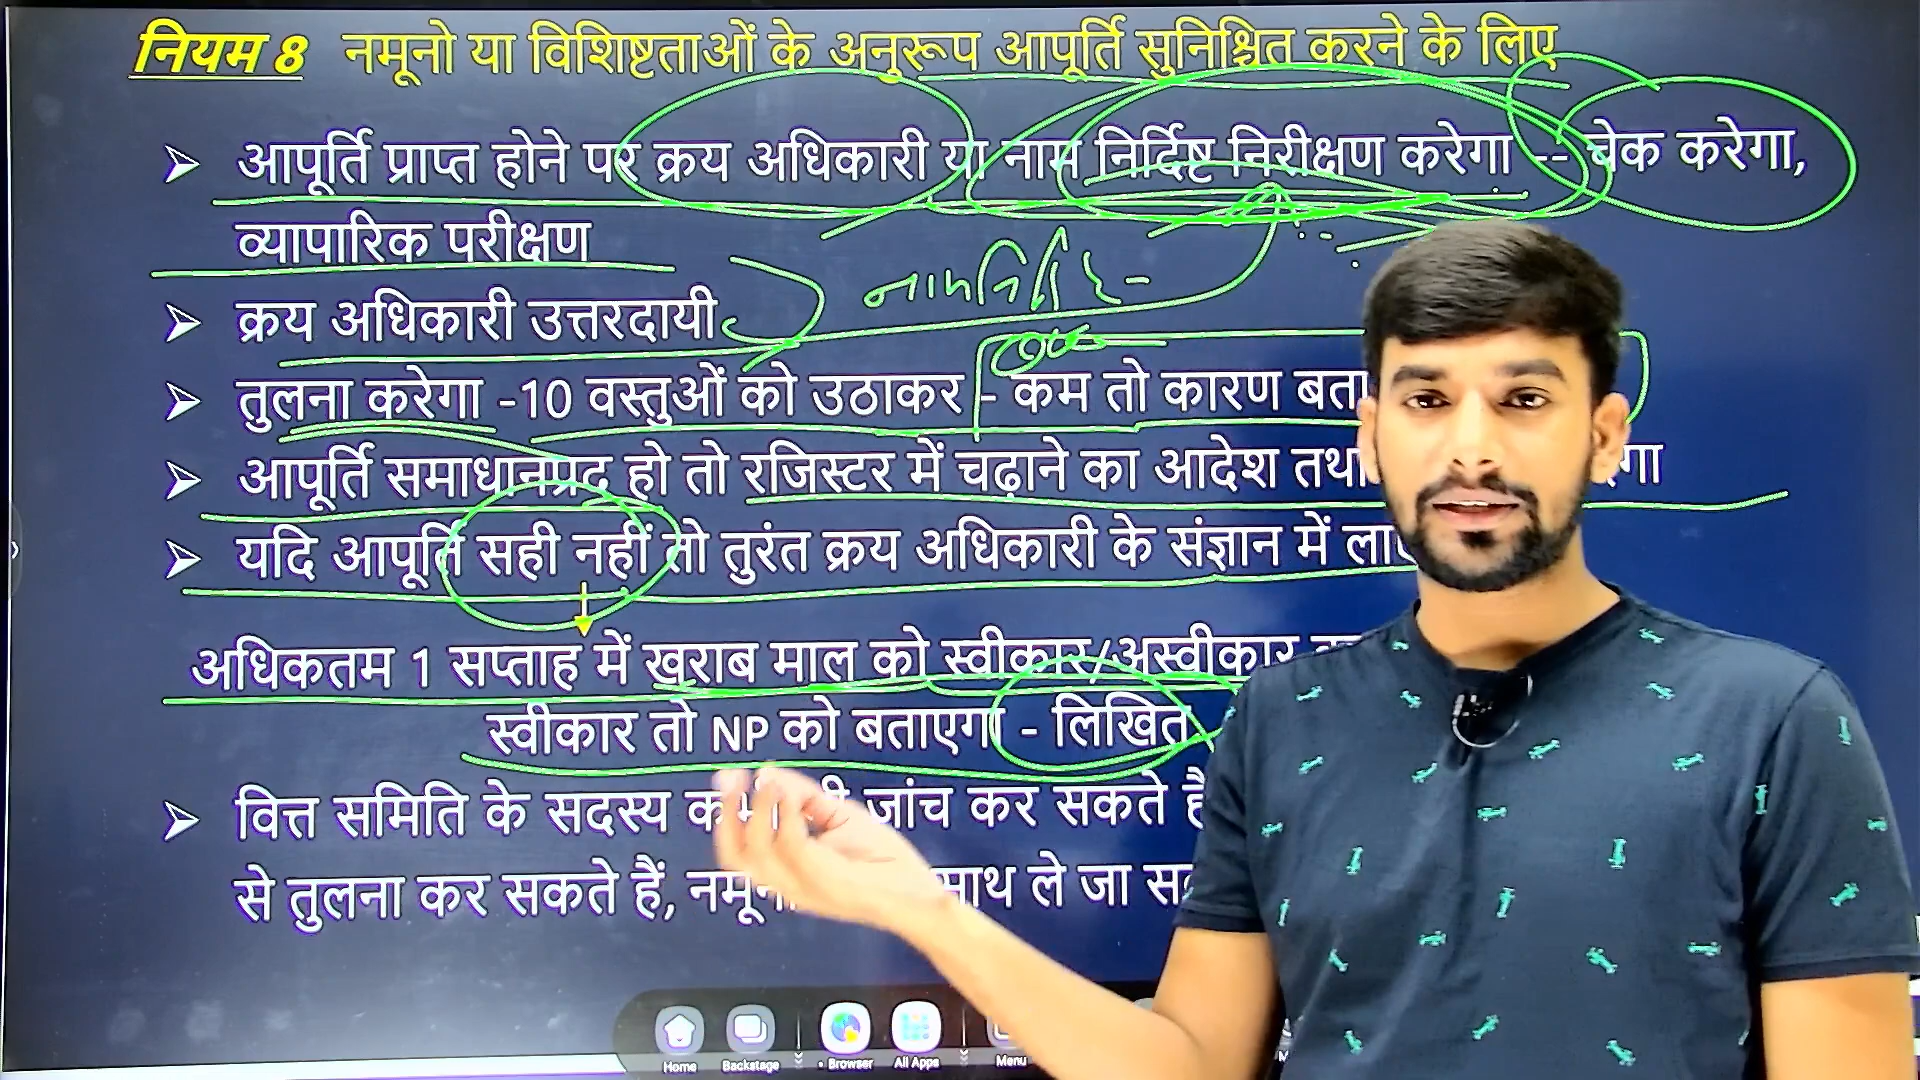 नियम 8 नमूनो या विशिष्टताओं के अनुरूप आपूर्ति सुनिश्चित करने के लिए
➤ आपूर्ति प्राप्त होने पर क्रय अधिकारी या नाम निर्दिष्ट निरीक्षण करेगा -- चेक करेगा,
व्यापारिक परीक्षण
➤ क्रय अधिकारी उत्तरदायी
➤ तुलना करेगा -10 वस्तुओं को उठाकर - कम तो कारण बता
➤ आपूर्ति समाधानप्रद हो तो रजिस्टर में चढ़ाने का आदेश तथा
➤ यदि आपूर्ति सही नहीं तो तुरंत क्रय अधिकारी के संज्ञान में
अधिकतम 1 सप्ताह में खराब माल को स्वीकार/अस्वीकार
स्वीकार तो NP को बताएगा - लिखित
➤ वित्त समिति के सदस्य जांच कर सकते
से तुलना कर सकते हैं, साथ ले जा
Home Backstage • Browser All Apps Menu